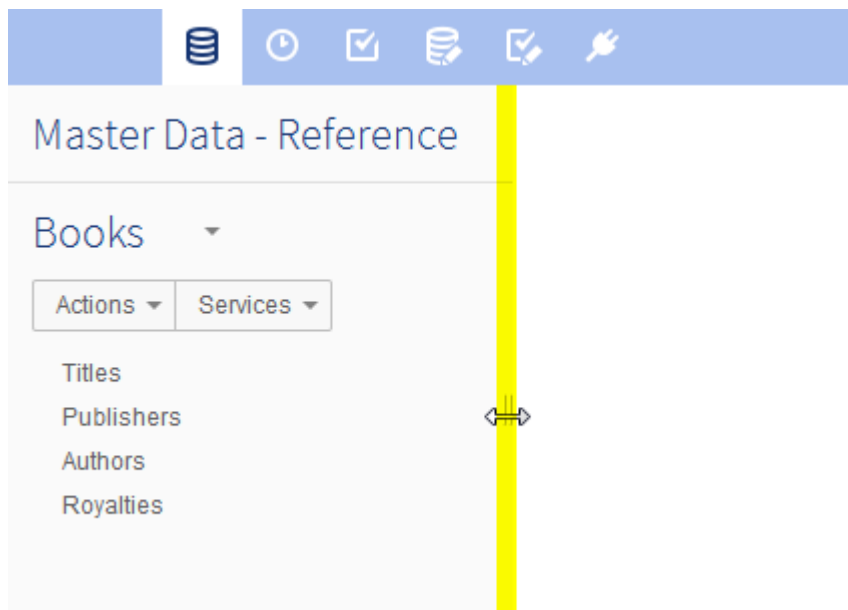 Master Data - Reference
Books
Actions Services
Titles
Publishers
Authors
Royalties